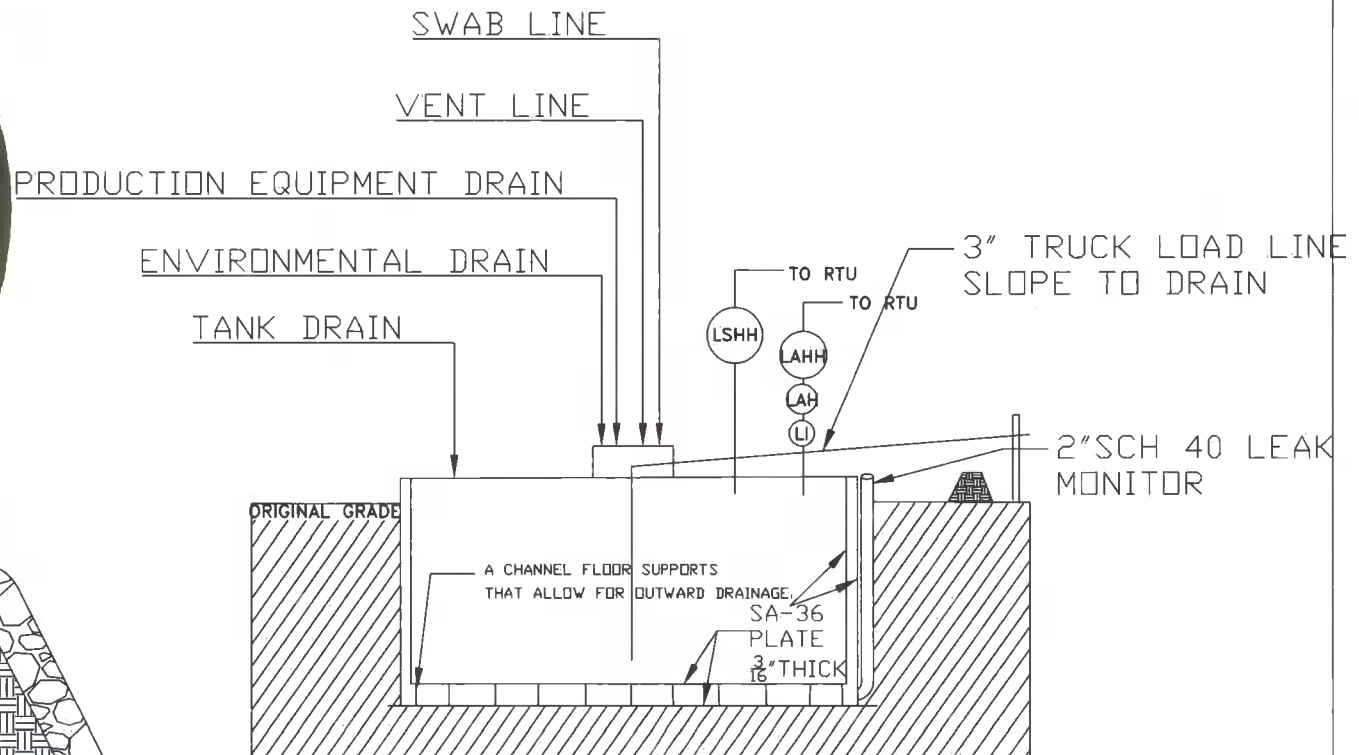 SWAB LINE
VENT LINE
PRODUCTION EQUIPMENT DRAIN
ENVIRONMENTAL DRAIN
TANK DRAIN
3" TRUCK LOAD LINE
SLOPE TO DRAIN
TO RTU
TO RTU
LSHH
LAHH
LAH
LI
2"SCH 40 LEAK
MONITOR
ORIGINAL GRADE
A CHANNEL FLOOR SUPPORTS
THAT ALLOW FOR OUTWARD DRAINAGE.
SA-36
PLATE
3/16"THICK